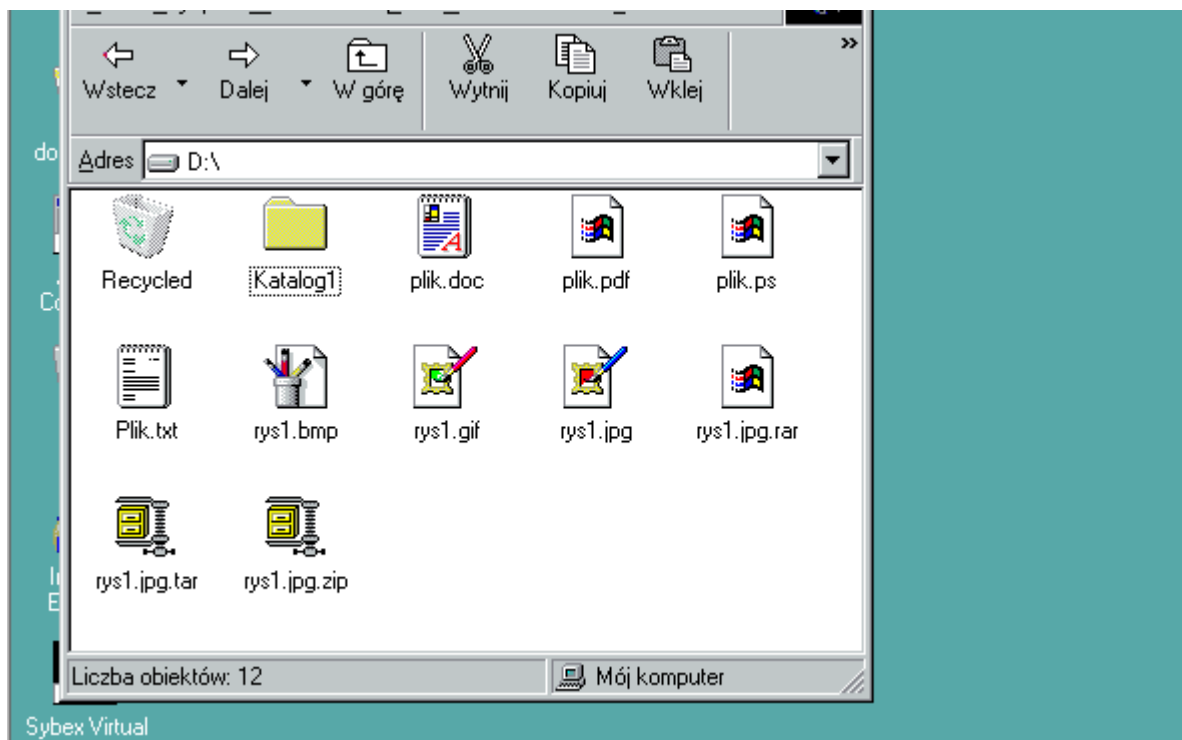 Wstecz Dalej W górę Wytnij Kopiuj Wklej »
Adres D:\
Recycled Katalog1 plik.doc plik.pdf plik.ps
Plik.txt rys1.bmp rys1.gif rys1.jpg rys1.jpg.rar
rys1.jpg.tar rys1.jpg.zip
Liczba obiektów: 12 Mój komputer
Sybex Virtual